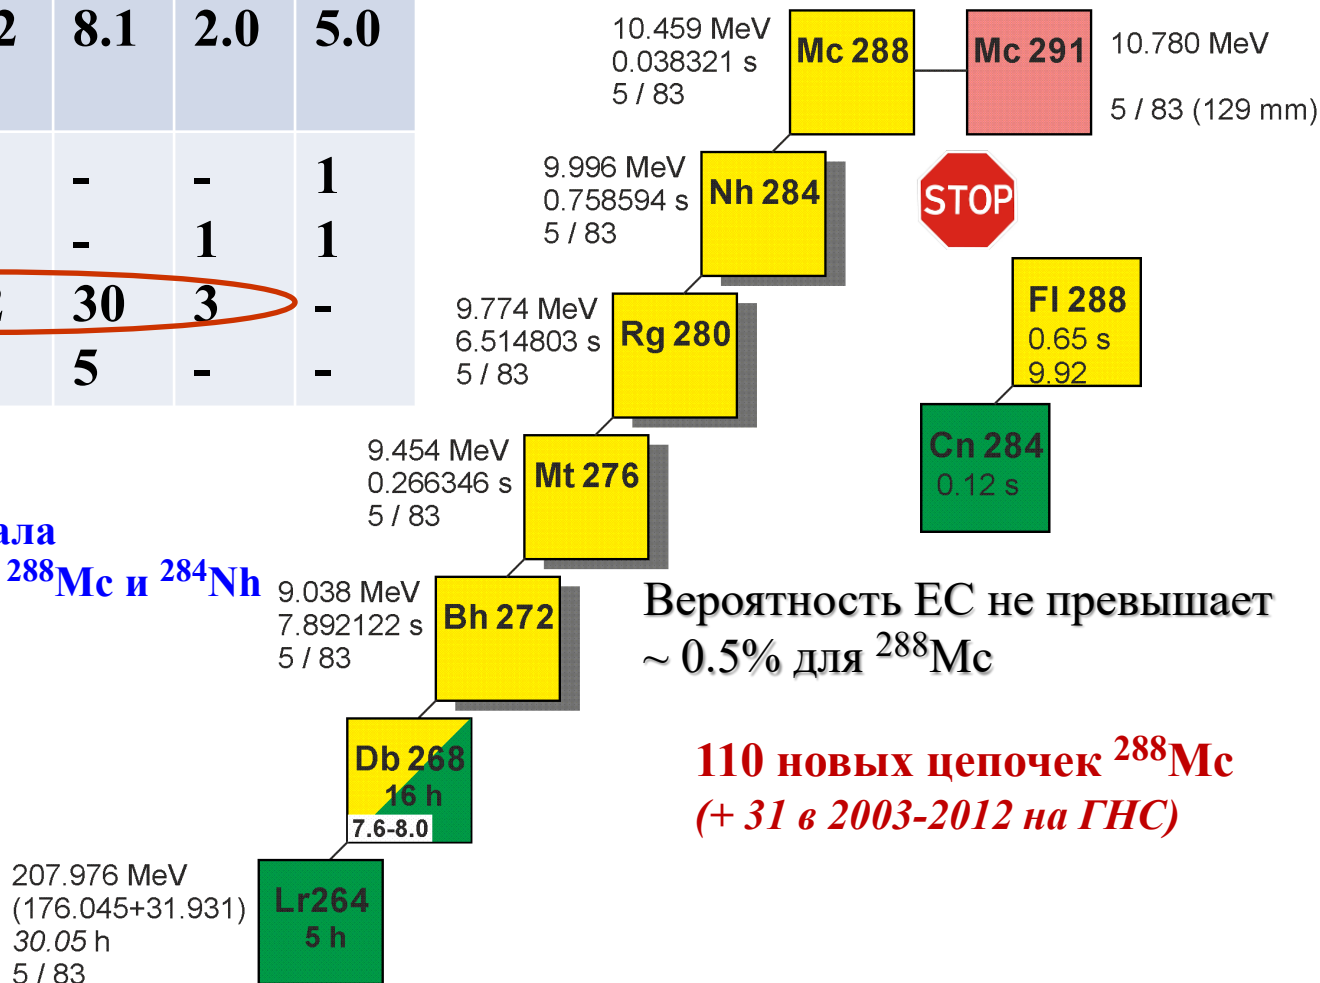 2 8.1 2.0 5.0
- - 1
- 1 1
2 30 3 -
5 - -
10.459 MeV
0.038321 s
5 / 83
Mc 288
Mc 291
10.780 MeV
5 / 83 (129 mm)
9.996 MeV
0.758594 s
5 / 83
Nh 284
STOP
9.774 MeV
6.514803 s
5 / 83
Rg 280
Fl 288
0.65 s
9.92
9.454 MeV
0.266346 s
5 / 83
Mt 276
Cn 284
0.12 s
ала
²⁸⁸Mc и ²⁸⁴Nh
9.038 MeV
7.892122 s
5 / 83
Bh 272
Вероятность ЕС не превышает
~ 0.5% для ²⁸⁸Mc
Db 268
16 h
7.6-8.0
110 новых цепочек ²⁸⁸Mc
(+ 31 в 2003-2012 на ГНС)
207.976 MeV
(176.045+31.931)
30.05 h
5 / 83
Lr264
5 h